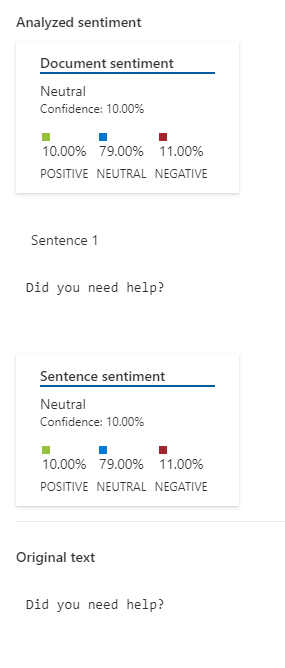 Analyzed sentiment
Document sentiment
Neutral
Confidence: 10.00%
10.00% 79.00% 11.00%
POSITIVE NEUTRAL NEGATIVE
Sentence 1
Did you need help?
Sentence sentiment
Neutral
Confidence: 10.00%
10.00% 79.00% 11.00%
POSITIVE NEUTRAL NEGATIVE
Original text
Did you need help?